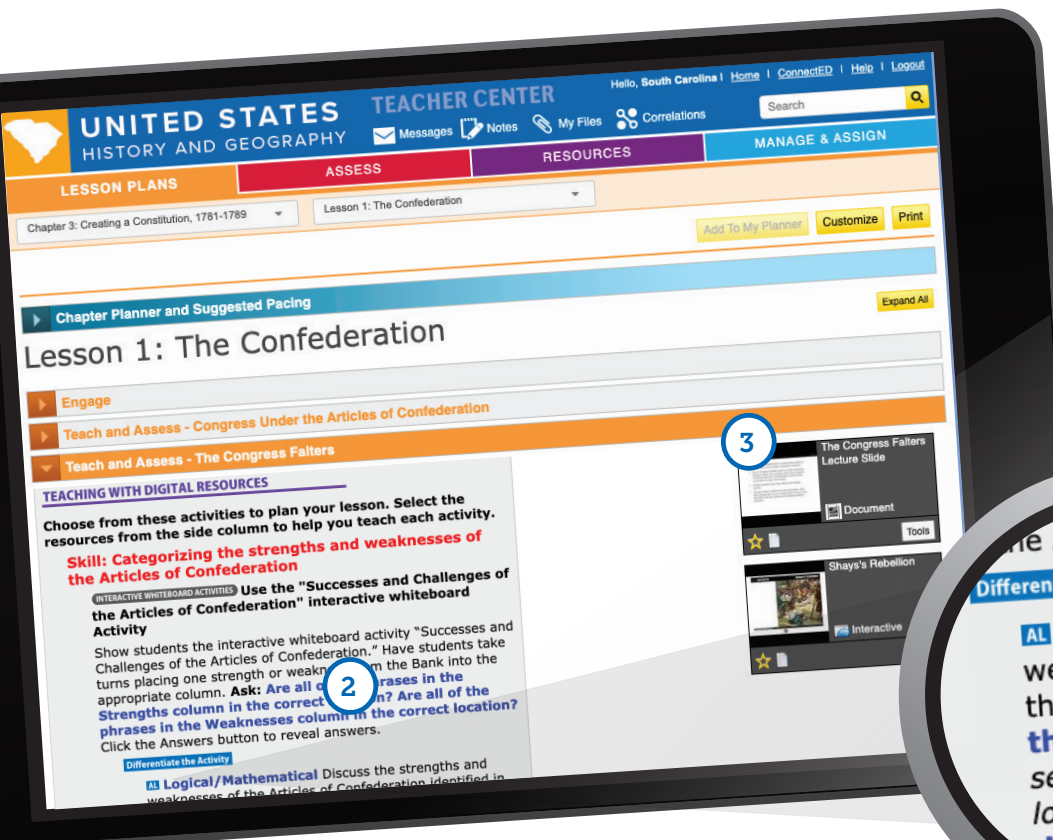 Hello, South Carolina | Home | ConnectED | Help | Logout
UNITED STATES
HISTORY AND GEOGRAPHY
TEACHER CENTER
Messages Notes My Files Correlations
Search
LESSON PLANS ASSESS RESOURCES MANAGE & ASSIGN
Chapter 3: Creating a Constitution, 1781-1789 Lesson 1: The Confederation
Add To My Planner Customize Print
Chapter Planner and Suggested Pacing
Expand All
Lesson 1: The Confederation
Engage
Teach and Assess - Congress Under the Articles of Confederation
Teach and Assess - The Congress Falters
TEACHING WITH DIGITAL RESOURCES
Choose from these activities to plan your lesson. Select the
resources from the side column to help you teach each activity.
Skill: Categorizing the strengths and weaknesses of
the Articles of Confederation
INTERACTIVE WHITEBOARD ACTIVITIES Use the "Successes and Challenges of
the Articles of Confederation" interactive whiteboard
Activity
Show students the interactive whiteboard activity “Successes and
Challenges of the Articles of Confederation.” Have students take
turns placing one strength or weakn the Bank into the
appropriate column. Ask: Are all o rases in the
Strengths column in the correct n? Are all of the
phrases in the Weaknesses column in the correct location?
Click the Answers button to reveal answers.
2
Differentiate the Activity
AL Logical/Mathematical Discuss the strengths and
weaknesses of the Articles of Confederation identified in
3
The Congress Falters
Lecture Slide
Document
Tools
Shays's Rebellion
Interactive
Differen
AL
we
th
th
se